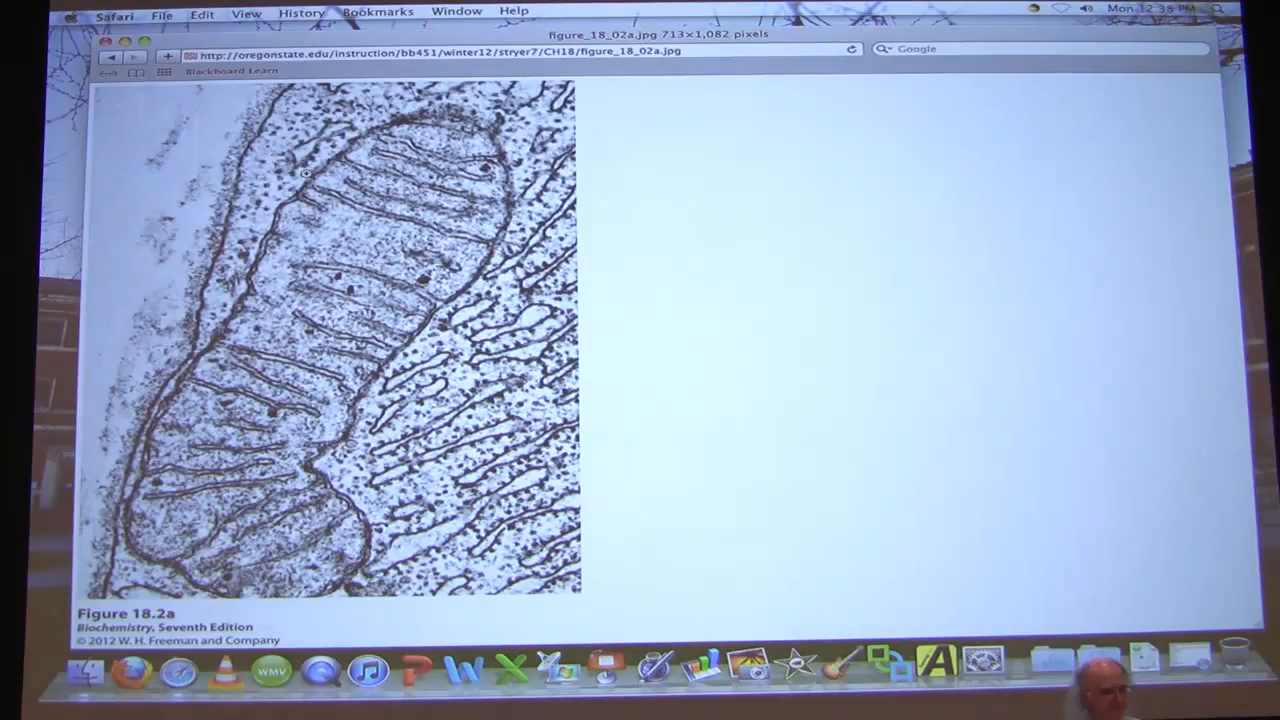 Safari File Edit View History Bookmarks Window Help Mon 12:38 PM
figure_18_02a.jpg 713×1,082 pixels
http://oregonstate.edu/instruction/bb451/winter12/stryer7/CH18/figure_18_02a.jpg
Google
Blackboard Learn
Figure 18.2a
Biochemistry, Seventh Edition
© 2012 W. H. Freeman and Company
WMV
P W X
A